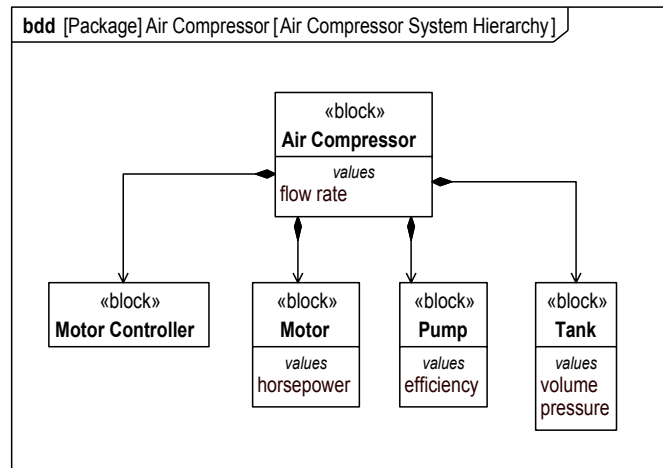 bdd [Package] Air Compressor [Air Compressor System Hierarchy]
«block»
Air Compressor
values
flow rate
«block»
Motor Controller
«block»
Motor
values
horsepower
«block»
Pump
values
efficiency
«block»
Tank
values
volume
pressure